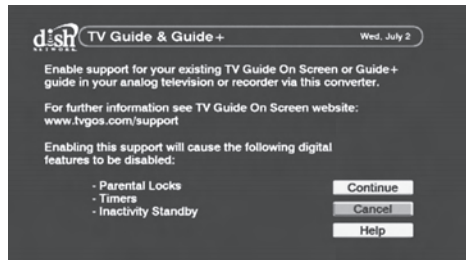 dish
NETWORK
TV Guide & Guide+
Wed, July 2
Enable support for your existing TV Guide On Screen or Guide+
guide in your analog television or recorder via this converter.
For further information see TV Guide On Screen website:
www.tvgos.com/support
Enabling this support will cause the following digital
features to be disabled:
- Parental Locks
- Timers
- Inactivity Standby
Continue
Cancel
Help